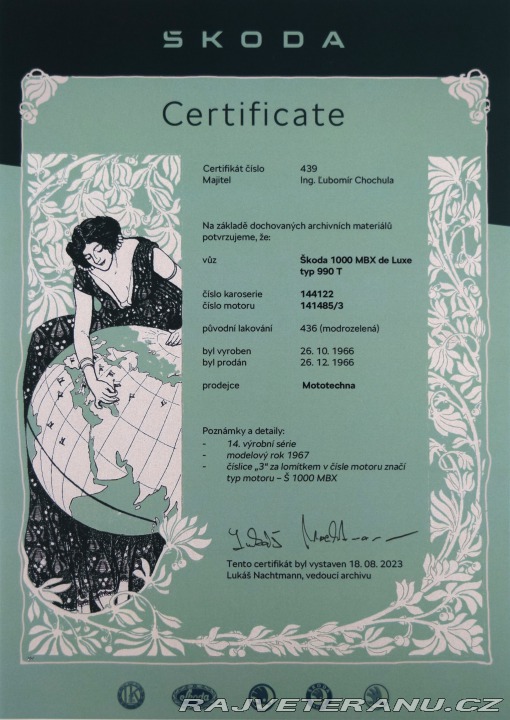 SKODA
Certificate
Certifikát číslo 439
Majitel Ing. Ľubomír Chochula
Na základě dochovaných archivních materiálů
potvrzujeme, že:
vůz Škoda 1000 MBX de Luxe
typ 990 T
číslo karoserie 144122
číslo motoru 141485/3
původní lakování 436 (modrozelená)
byl vyroben 26. 10. 1966
byl prodán 26. 12. 1966
prodejce Mototechna
Poznámky a detaily:
- 14. výrobní série
- modelový rok 1967
- číslice „3“ za lomítkem v čísle motoru značí
typ motoru – Š 1000 MBX
Tento certifikát byl vystaven 18. 08. 2023
Lukáš Nachtmann, vedoucí archivu
RAJVETERANU.CZ